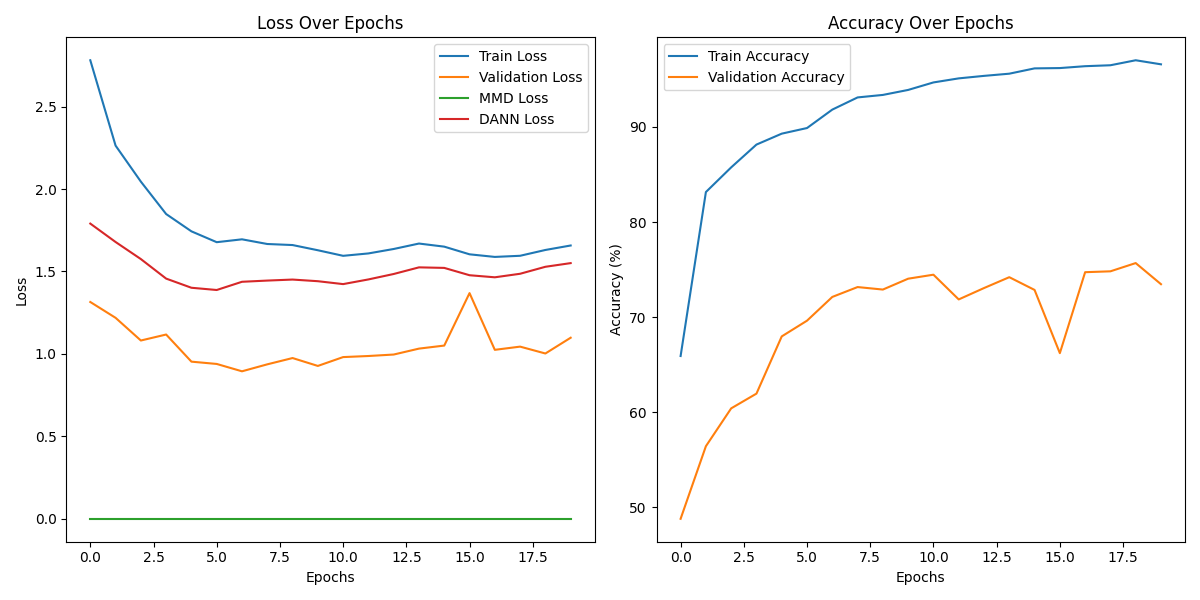 Loss Over Epochs
Train Loss
Validation Loss
MMD Loss
DANN Loss
Loss
2.5
2.0
1.5
1.0
0.5
0.0
0.0 2.5 5.0 7.5 10.0 12.5 15.0 17.5
Epochs
Accuracy Over Epochs
Train Accuracy
Validation Accuracy
Accuracy (%)
90
80
70
60
50
0.0 2.5 5.0 7.5 10.0 12.5 15.0 17.5
Epochs